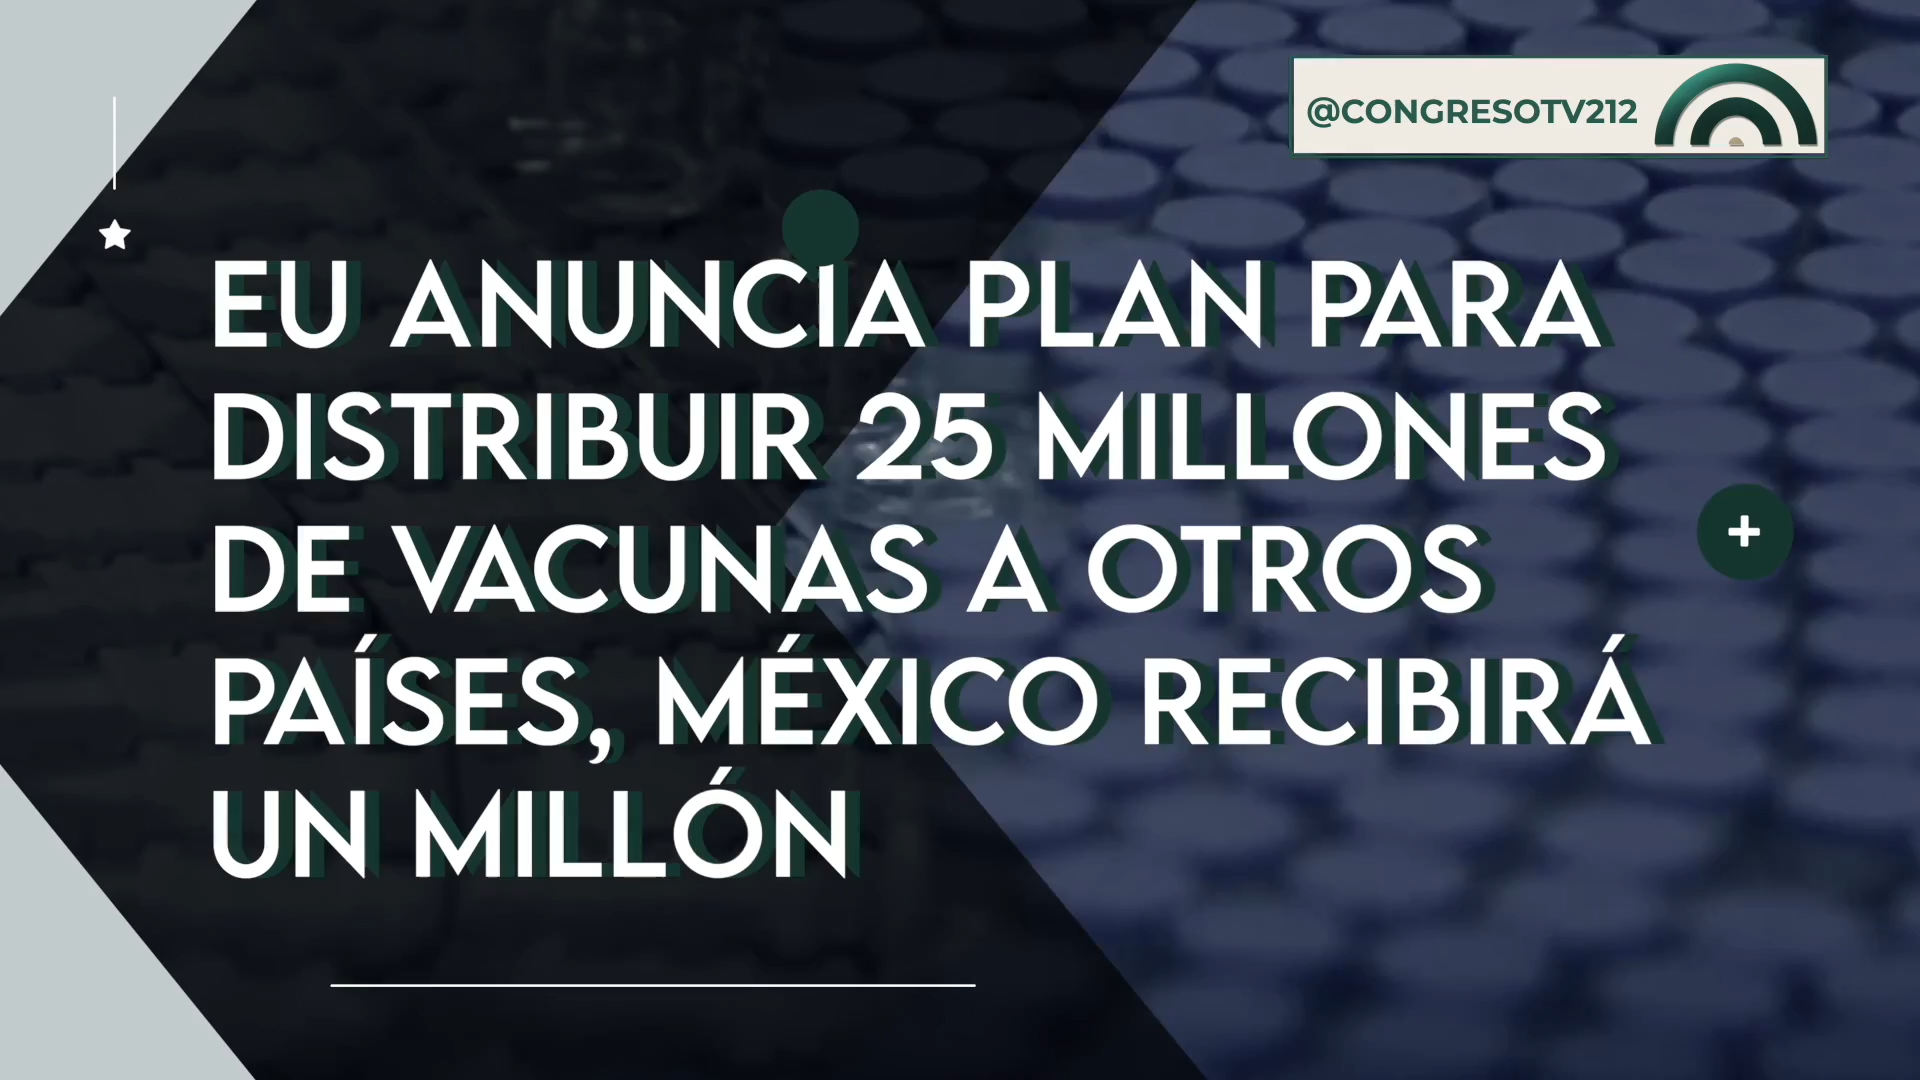 @CONGRESOTV212
EU ANUNCIA PLAN PARA
DISTRIBUIR 25 MILLONES
DE VACUNAS A OTROS
PAÍSES, MÉXICO RECIBIRÁ
UN MILLÓN